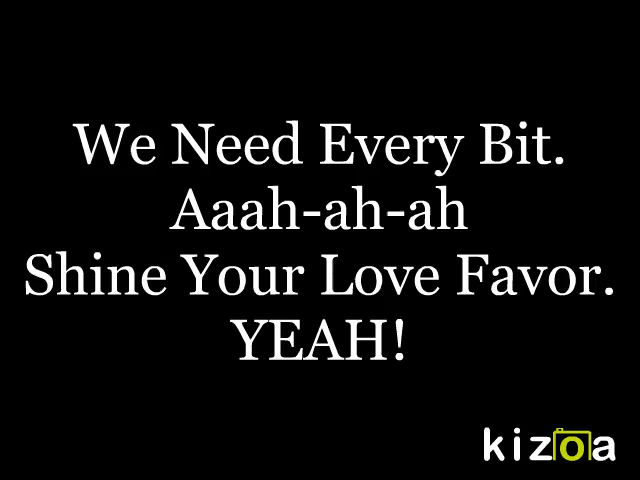 We Need Every Bit.
Aaah-ah-ah
Shine Your Love Favor.
YEAH!
kizoa